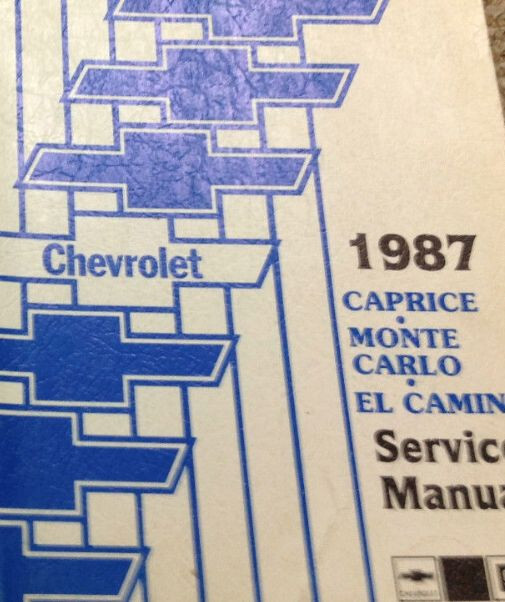 Chevrolet
1987
CAPRICE
•
MONTE
CARLO
•
EL CAMIN
Servic
Manua